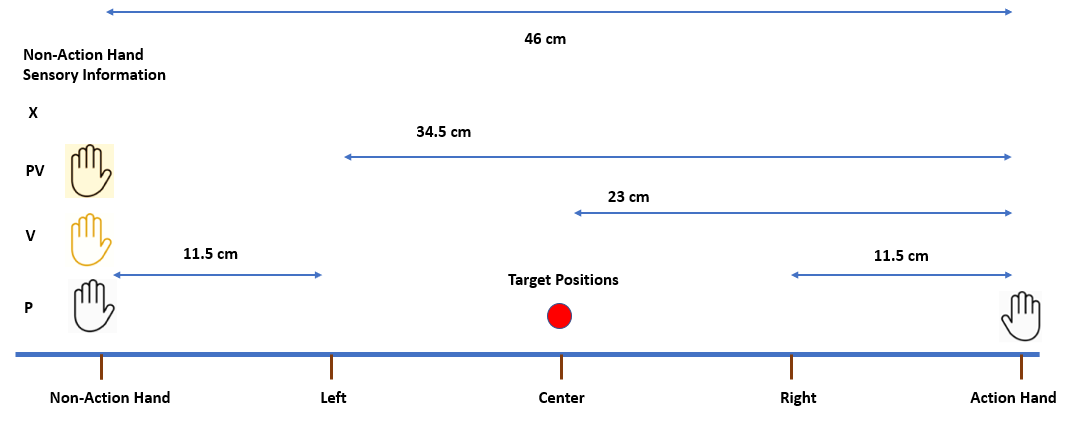 46 cm
Non-Action Hand
Sensory Information
X
34.5 cm
PV
23 cm
V
11.5 cm
11.5 cm
Target Positions
P
Non-Action Hand
Left
Center
Right
Action Hand